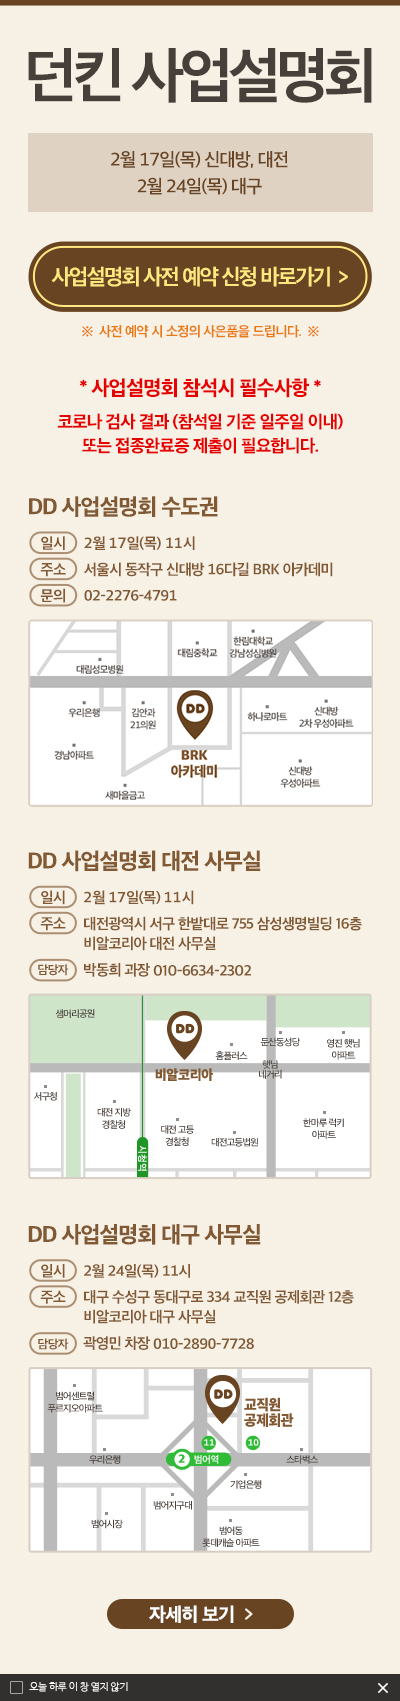 던킨 사업설명회
2월 17일(목) 신대방, 대전
2월 24일(목) 대구
사업설명회 사전 예약 신청 바로가기 >
※ 사전 예약 시 소정의 사은품을 드립니다. ※
* 사업설명회 참석시 필수사항 *
코로나 검사 결과 (참석일 기준 일주일 이내)
또는 접종완료증 제출이 필요합니다.
DD 사업설명회 수도권
일시 2월 17일(목) 11시
주소 서울시 동작구 신대방 16다길 BRK 아카데미
문의 02-2276-4791
대림성모병원
대림중학교
한림대학교
강남성심병원
우리은행
김안과
21의원
DD
하나로마트
신대방
2차 우성아파트
경남아파트
BRK
아카데미
신대방
우성아파트
새마을금고
DD 사업설명회 대전 사무실
일시 2월 17일(목) 11시
주소 대전광역시 서구 한밭대로 755 삼성생명빌딩 16층
비알코리아 대전 사무실
담당자 박동희 과장 010-6634-2302
샘머리공원
DD
홈플러스
둔산동성당
영진 햇님
아파트
비알코리아
햇님
네거리
서구청
대전 지방
경찰청
대전 고등
경찰청
대전고등법원
한마루 럭키
아파트
시청역
DD 사업설명회 대구 사무실
일시 2월 24일(목) 11시
주소 대구 수성구 동대구로 334 교직원 공제회관 12층
비알코리아 대구 사무실
담당자 곽영민 차장 010-2890-7728
범어센트럴
푸르지오아파트
DD
교직원
공제회관
11
10
우리은행
2 범어역
스타벅스
기업은행
범어지구대
범어시장
범어동
롯데캐슬 아파트
자세히 보기 >
오늘 하루 이 창 열지 않기